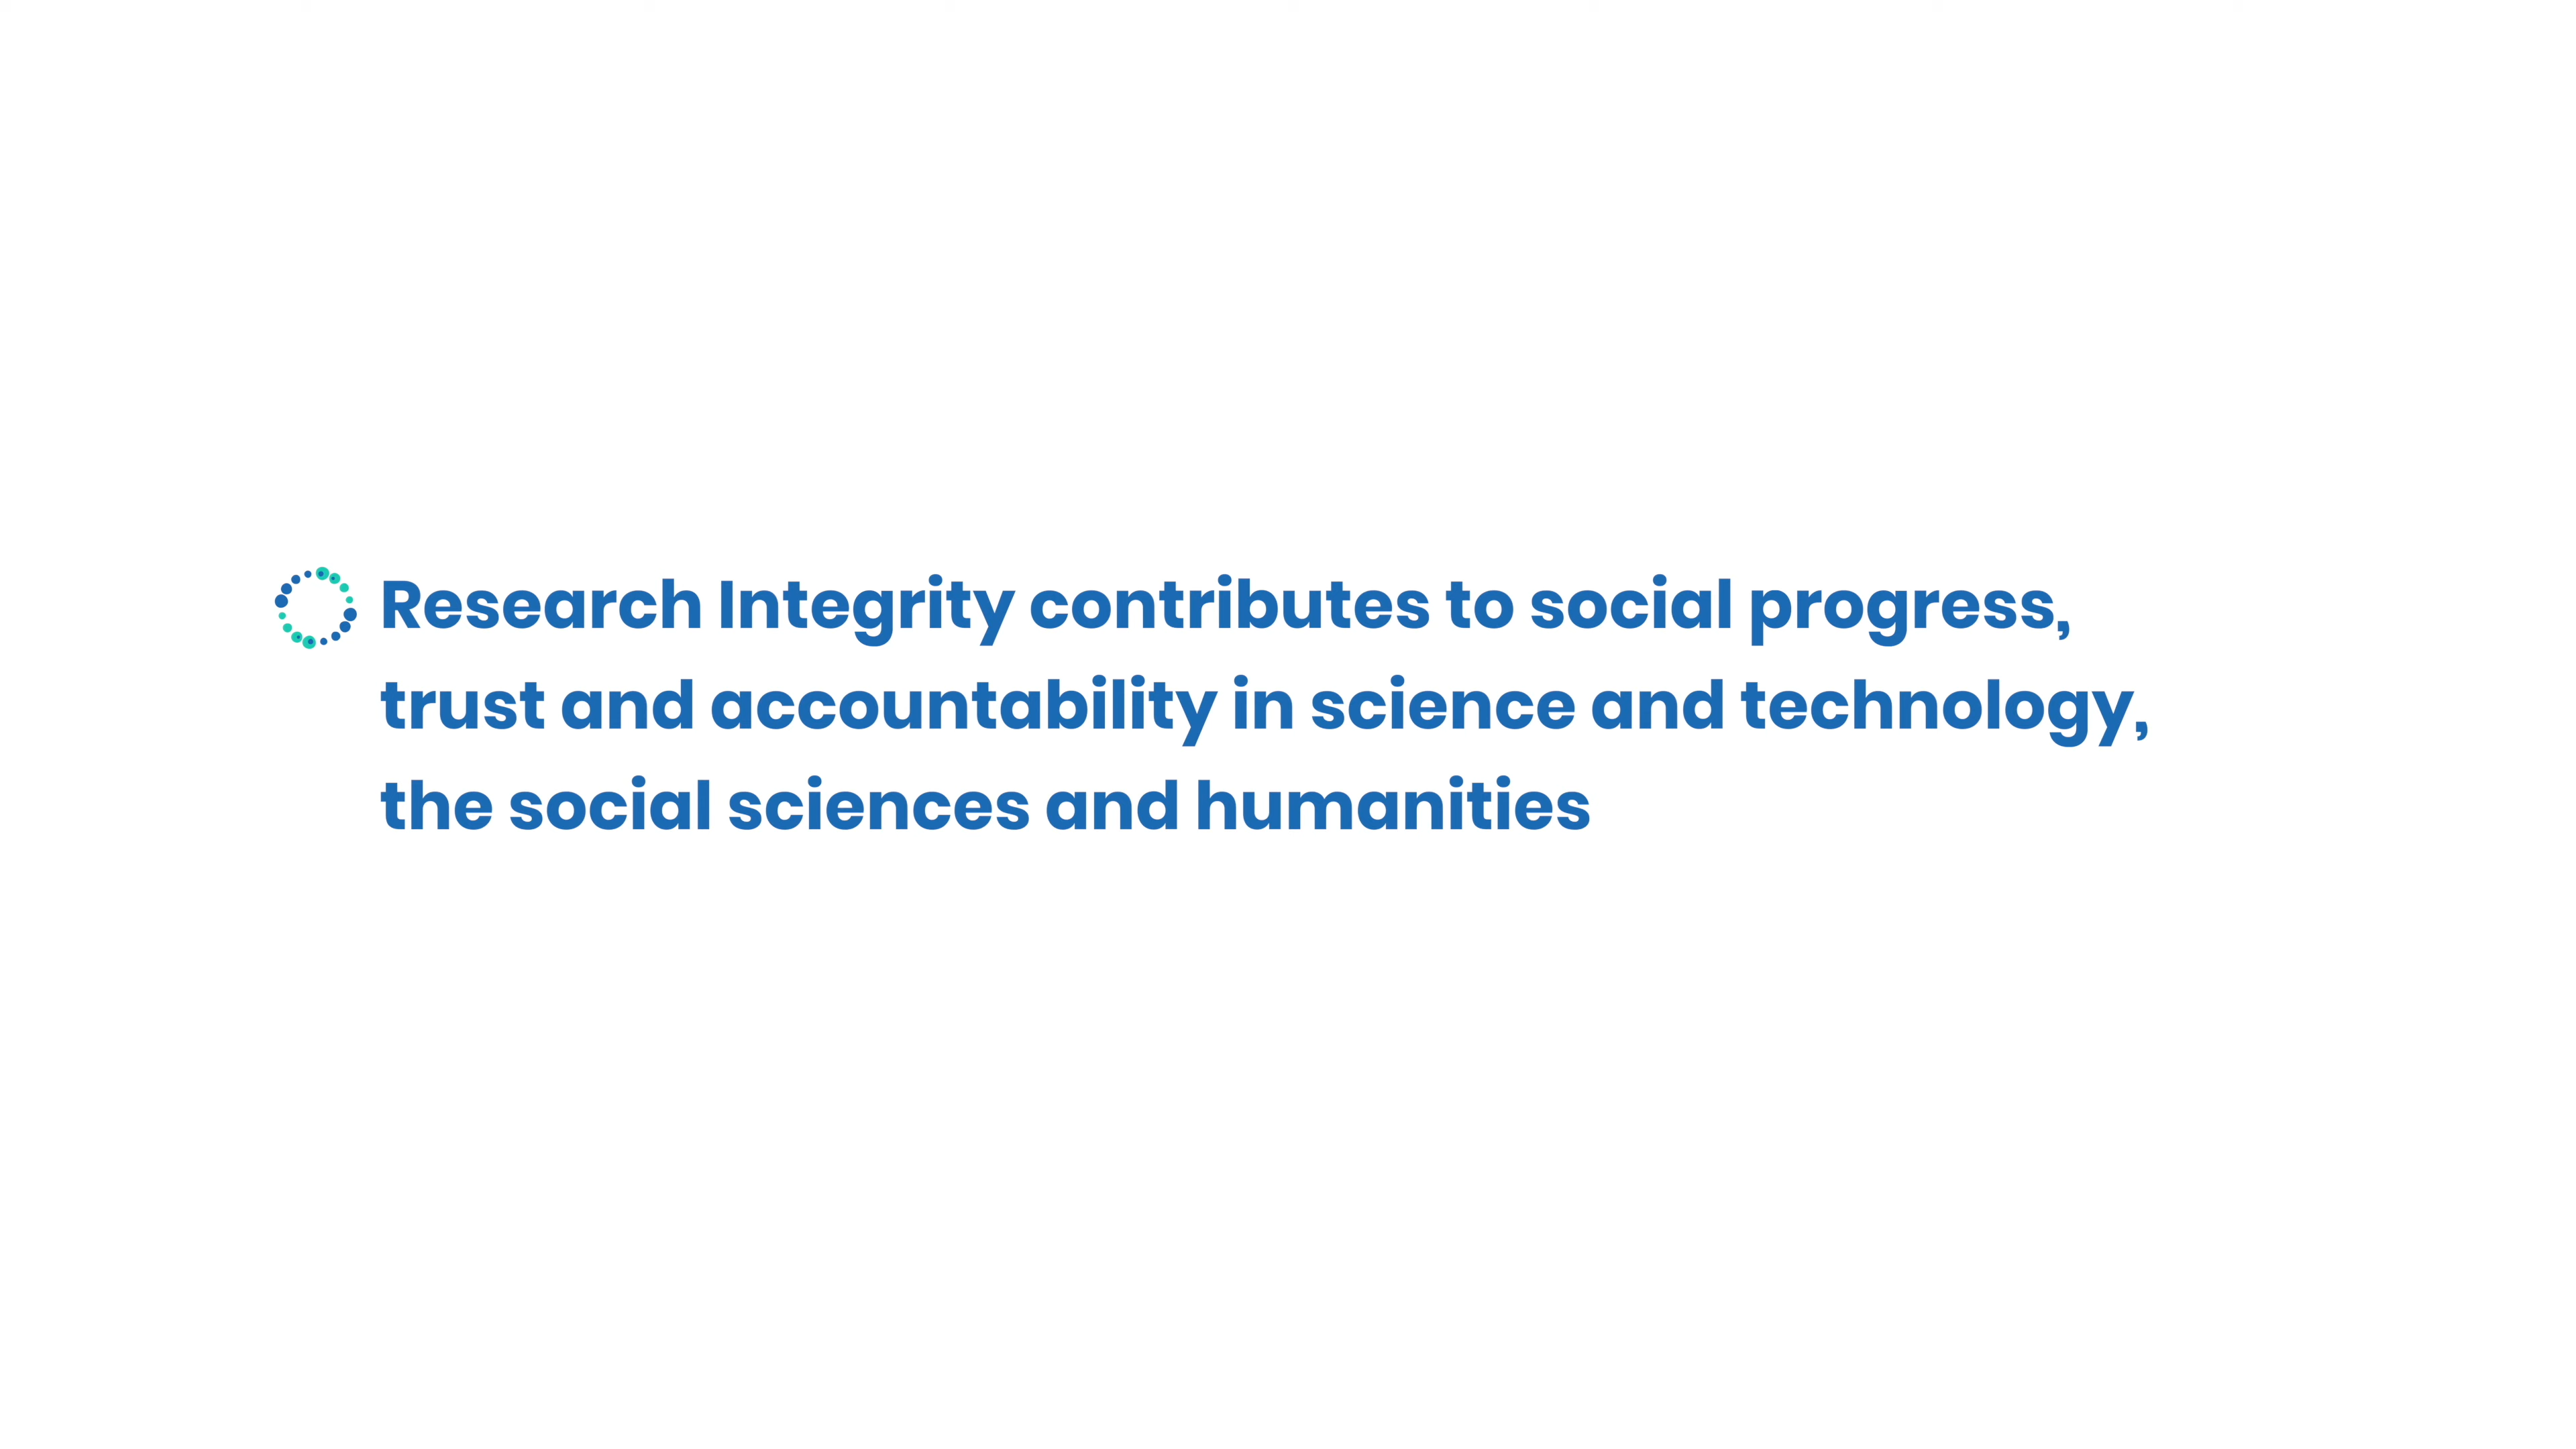 Research Integrity contributes to social progress,
trust and accountability in science and technology,
the social sciences and humanities